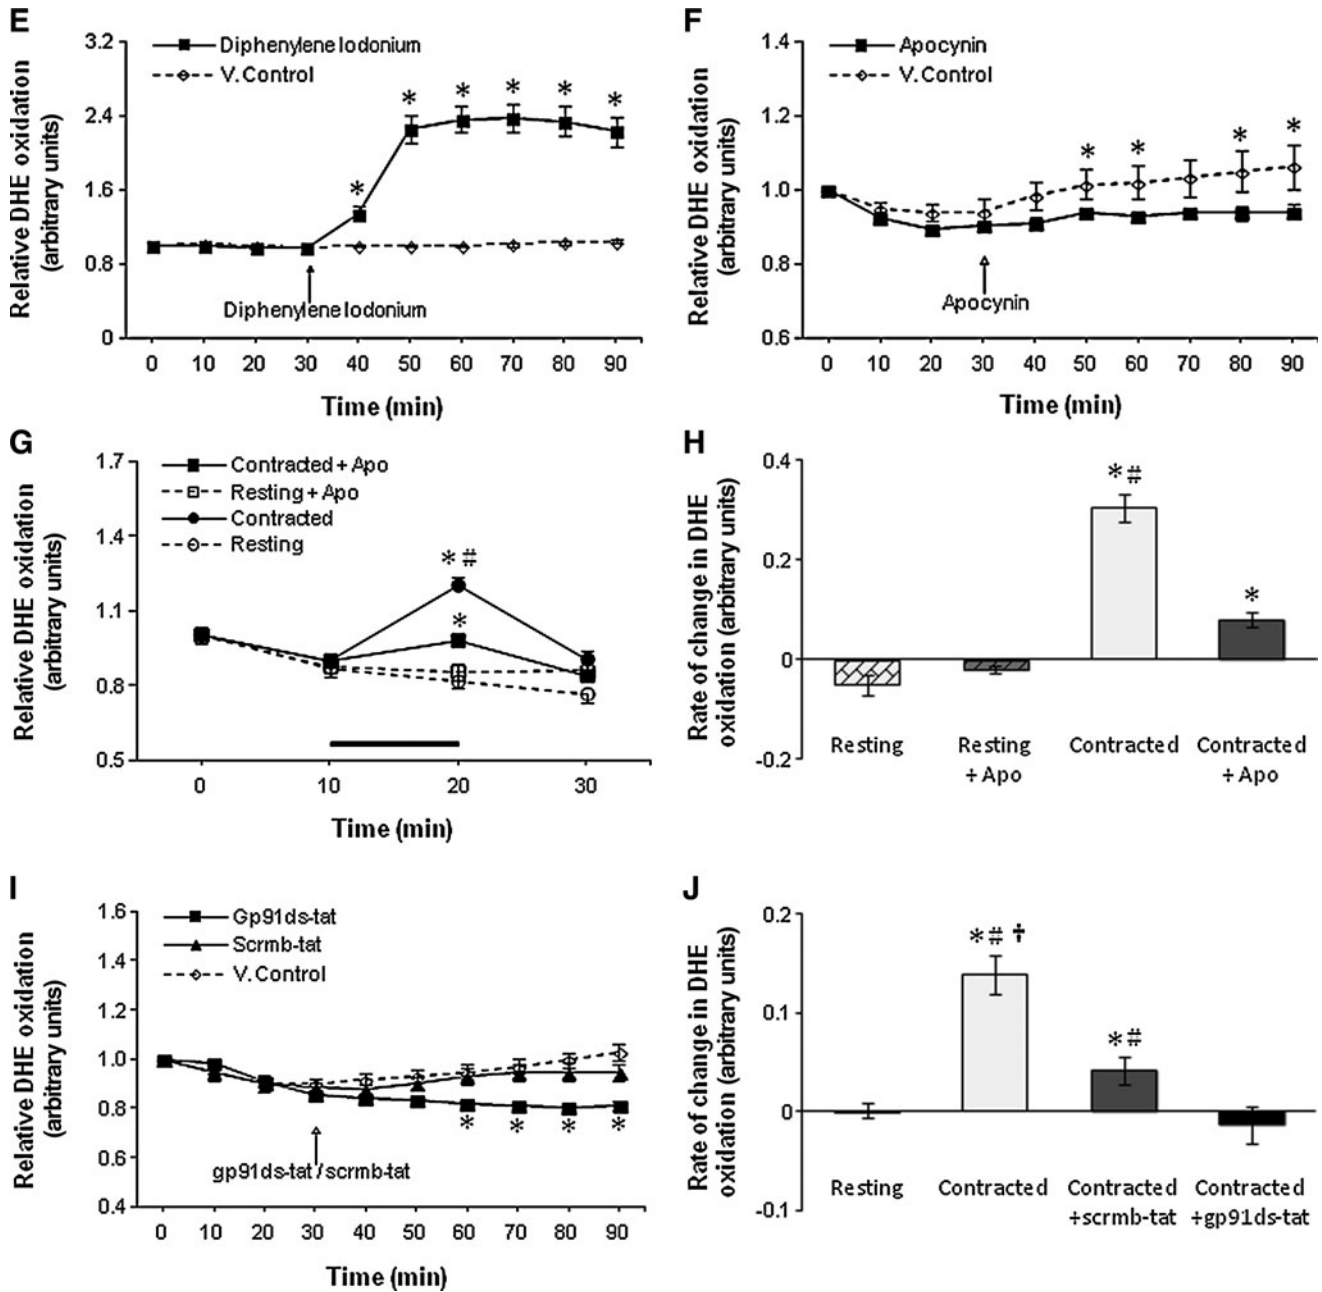 E
3.2
2.4
1.6
0.8
0
Relative DHE oxidation
(arbitrary units)
Diphenylene Iodonium
V. Control
*
*
*
*
*
*
Diphenylene Iodonium
0 10 20 30 40 50 60 70 80 90
Time (min)
F
1.4
1.2
1.0
0.8
0.6
Relative DHE oxidation
(arbitrary units)
Apocynin
V. Control
*
*
*
*
Apocynin
0 10 20 30 40 50 60 70 80 90
Time (min)
G
1.7
1.4
1.1
0.8
0.5
Relative DHE oxidation
(arbitrary units)
Contracted + Apo
Resting + Apo
Contracted
Resting
* #
*
0 10 20 30
Time (min)
H
0.4
0.2
0
-0.2
Rate of change in DHE
oxidation (arbitrary units)
* #
*
Resting
Resting
+ Apo
Contracted
Contracted
+ Apo
I
1.6
1.4
1.2
1.0
0.8
0.6
0.4
Relative DHE oxidation
(arbitrary units)
Gp91ds-tat
Scrmb-tat
V. Control
* * * *
gp91ds-tat / scrmb-tat
0 10 20 30 40 50 60 70 80 90
Time (min)
J
0.2
0.1
0
-0.1
Rate of change in DHE
oxidation (arbitrary units)
* # †
* #
Resting
Contracted
Contracted
+scrmb-tat
Contracted
+gp91ds-tat